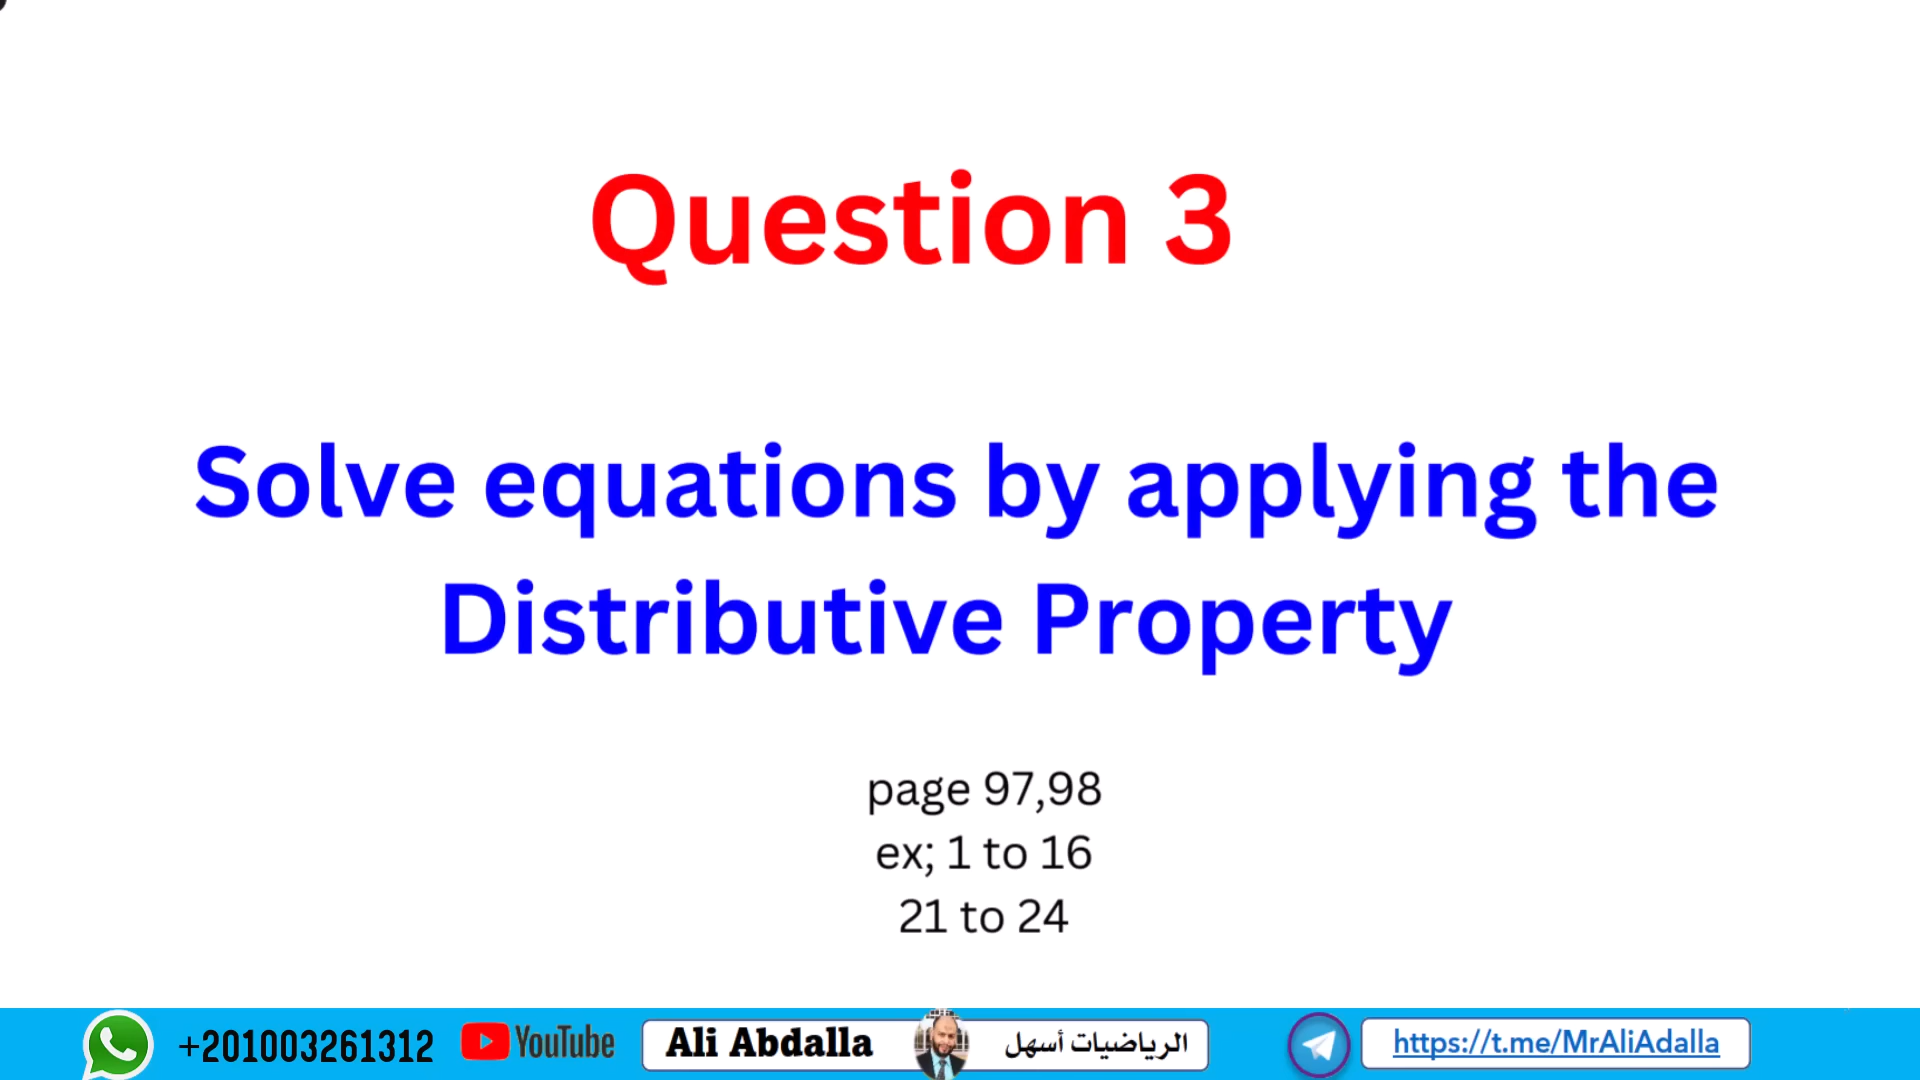 Question 3
Solve equations by applying the
Distributive Property
page 97,98
ex; 1 to 16
21 to 24
+201003261312 YouTube Ali Abdalla الرياضيات أسهل https://t.me/MrAliAdalla